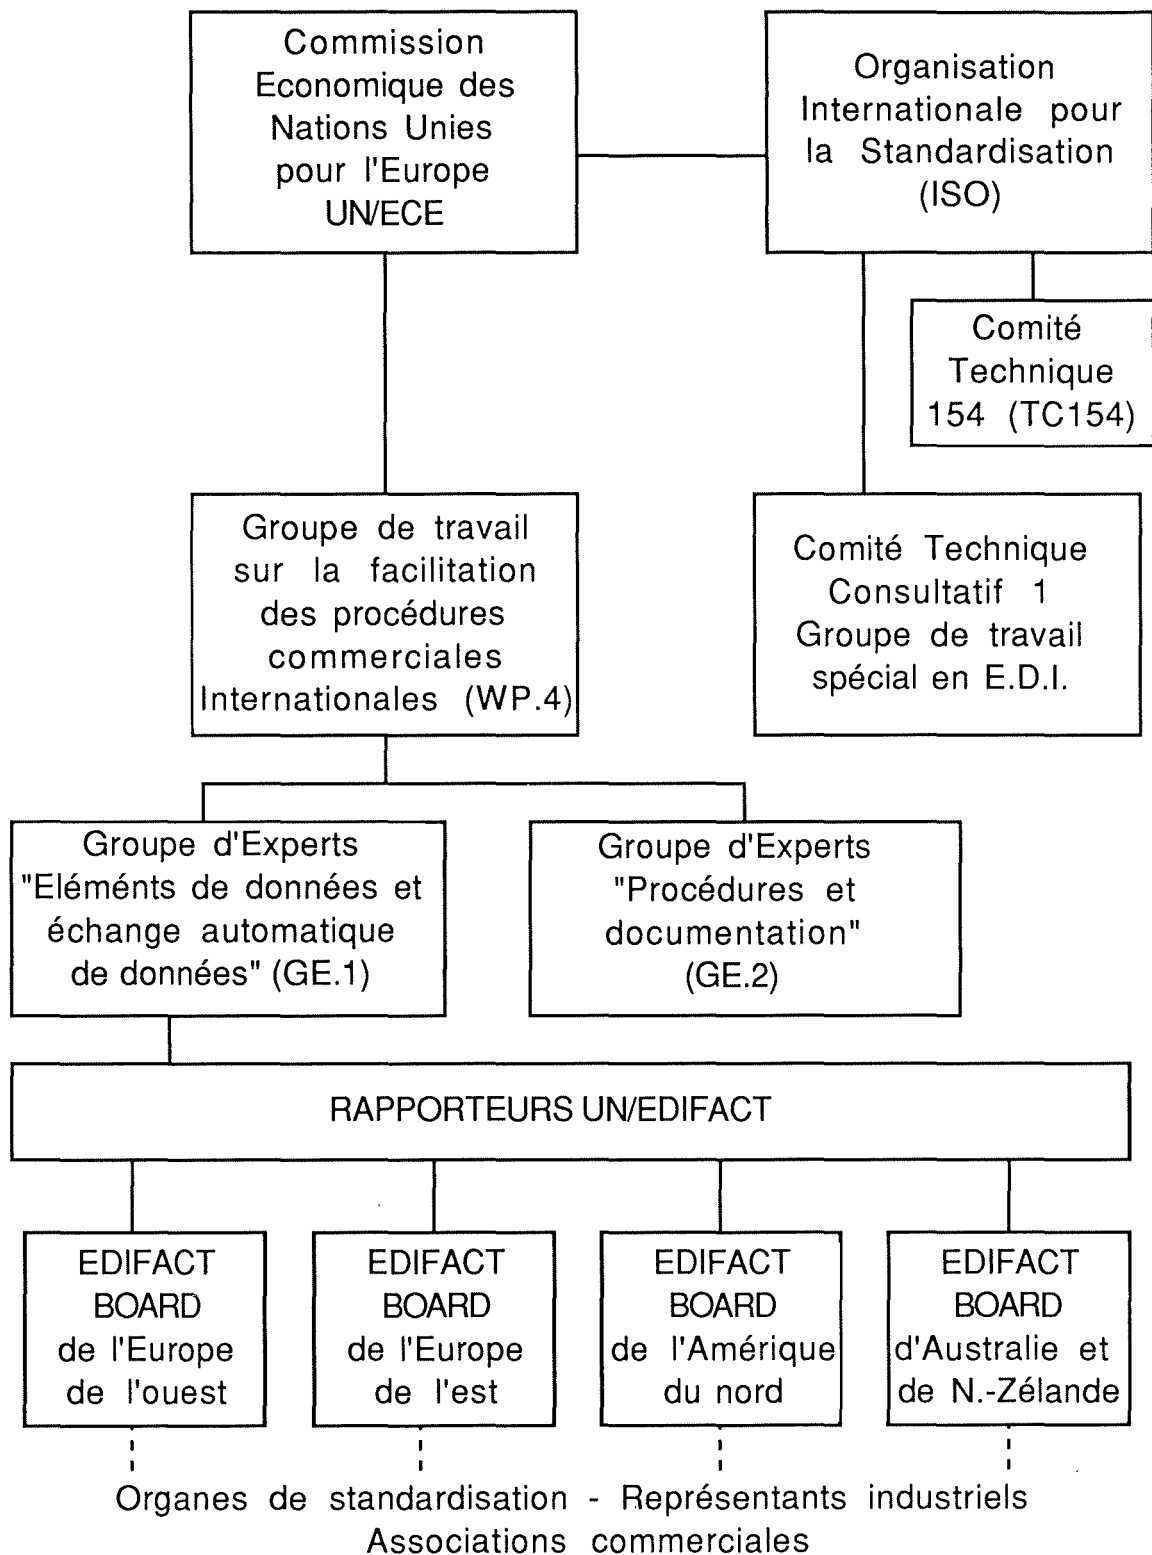 Commission
Economique des
Nations Unies
pour l'Europe
UN/ECE
Organisation
Internationale pour
la Standardisation
(ISO)
Comité
Technique
154 (TC154)
Groupe de travail
sur la facilitation
des procédures
commerciales
Internationales (WP.4)
Comité Technique
Consultatif 1
Groupe de travail
spécial en E.D.I.
Groupe d'Experts
"Eléménts de données et
échange automatique
de données" (GE.1)
Groupe d'Experts
"Procédures et
documentation"
(GE.2)
RAPPORTEURS UN/EDIFACT
EDIFACT
BOARD
de l'Europe
de l'ouest
EDIFACT
BOARD
de l'Europe
de l'est
EDIFACT
BOARD
de l'Amérique
du nord
EDIFACT
BOARD
d'Australie et
de N.-Zélande
Organes de standardisation - Représentants industriels
Associations commerciales